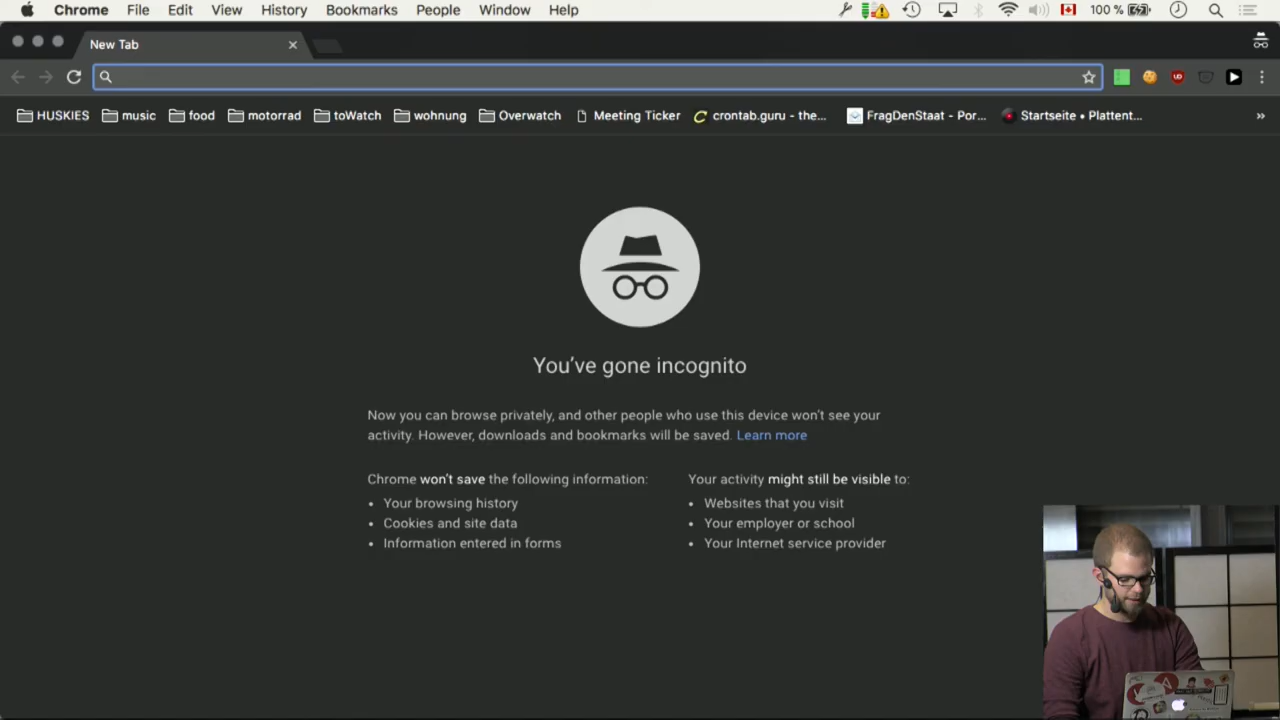 Chrome File Edit View History Bookmarks People Window Help 100 %
New Tab
HUSKIES music food motorrad toWatch wohnung Overwatch Meeting Ticker crontab.guru - the... FragDenStaat - Por... Startseite • Plattent... »
You've gone incognito
Now you can browse privately, and other people who use this device won't see your
activity. However, downloads and bookmarks will be saved. Learn more
Chrome won't save the following information:
• Your browsing history
• Cookies and site data
• Information entered in forms
Your activity might still be visible to:
• Websites that you visit
• Your employer or school
• Your Internet service provider